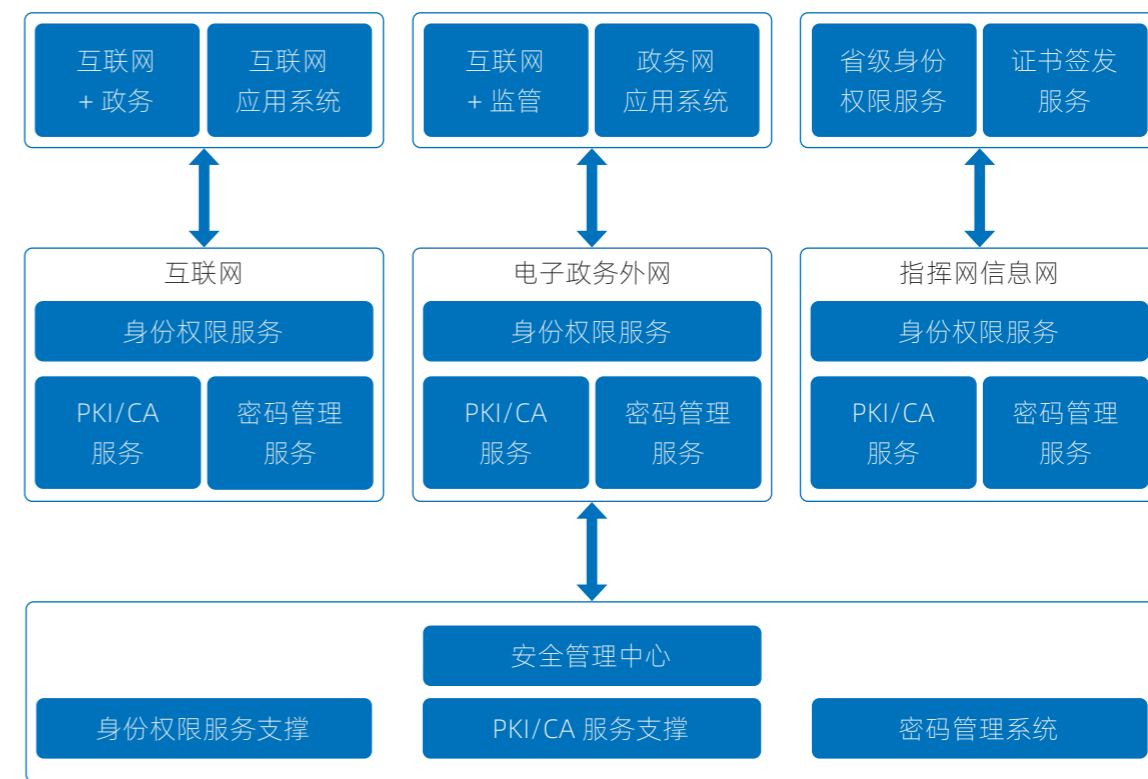 互联网
+ 政务
互联网
应用系统
互联网
+ 监管
政务网
应用系统
省级身份
权限服务
证书签发
服务
互联网
身份权限服务
PKI/CA
服务
密码管理
服务
电子政务外网
身份权限服务
PKI/CA
服务
密码管理
服务
指挥网信息网
身份权限服务
PKI/CA
服务
密码管理
服务
安全管理中心
身份权限服务支撑
PKI/CA 服务支撑
密码管理系统